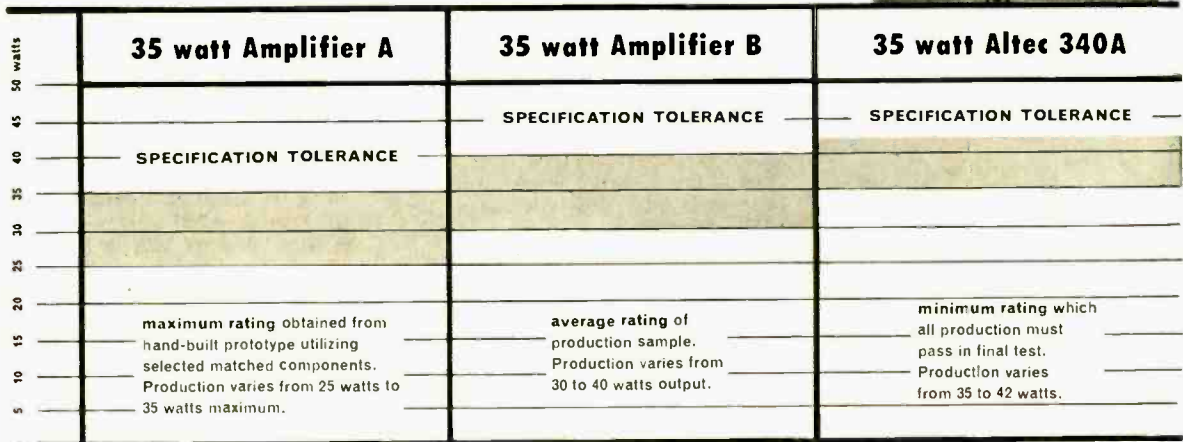 35 watt Amplifier A
35 watt Amplifier B
35 watt Altec 340A
50 watts
45
40
35
30
25
20
15
10
5
SPECIFICATION TOLERANCE
SPECIFICATION TOLERANCE
SPECIFICATION TOLERANCE
maximum rating obtained from
hand-built prototype utilizing
selected matched components.
Production varies from 25 watts to
35 watts maximum.
average rating of
production sample.
Production varies from
30 to 40 watts output.
minimum rating which
all production must
pass in final test.
Production varies
from 35 to 42 watts.